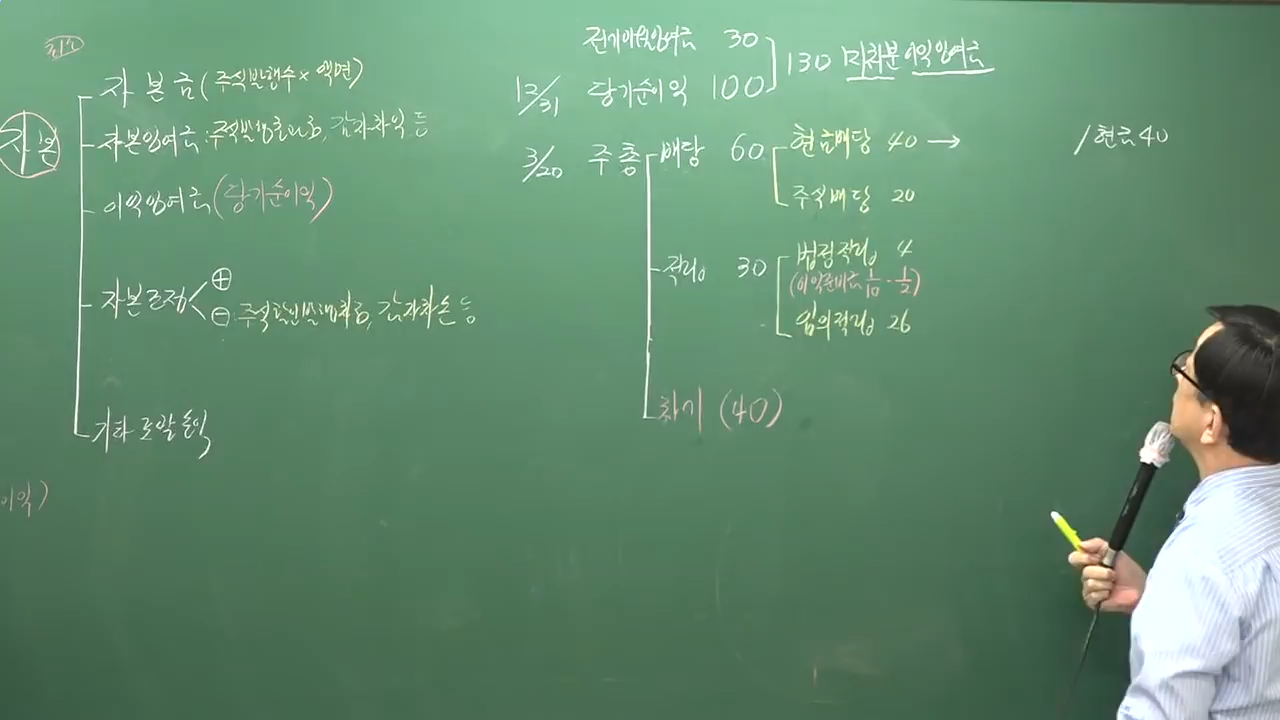 자본
자본금 (주식발행수 × 액면)
자본잉여금 : 주식발행초과금, 감자차익 등
이익잉여금 (당기순이익)
자본조정 ⊕
⊖ : 주식할인발행차금, 감자차손 등
기타포괄손익
이익)
전기이월잉여금 30
12/31 당기순이익 100
130 미처분이익잉여금
3/20 주총 배당 60 현금배당 40 → / 현금 40
주식배당 20
적립 30 법정적립 4
(이익준비금 1/10 - 1/2)
임의적립 26
차기 (40)